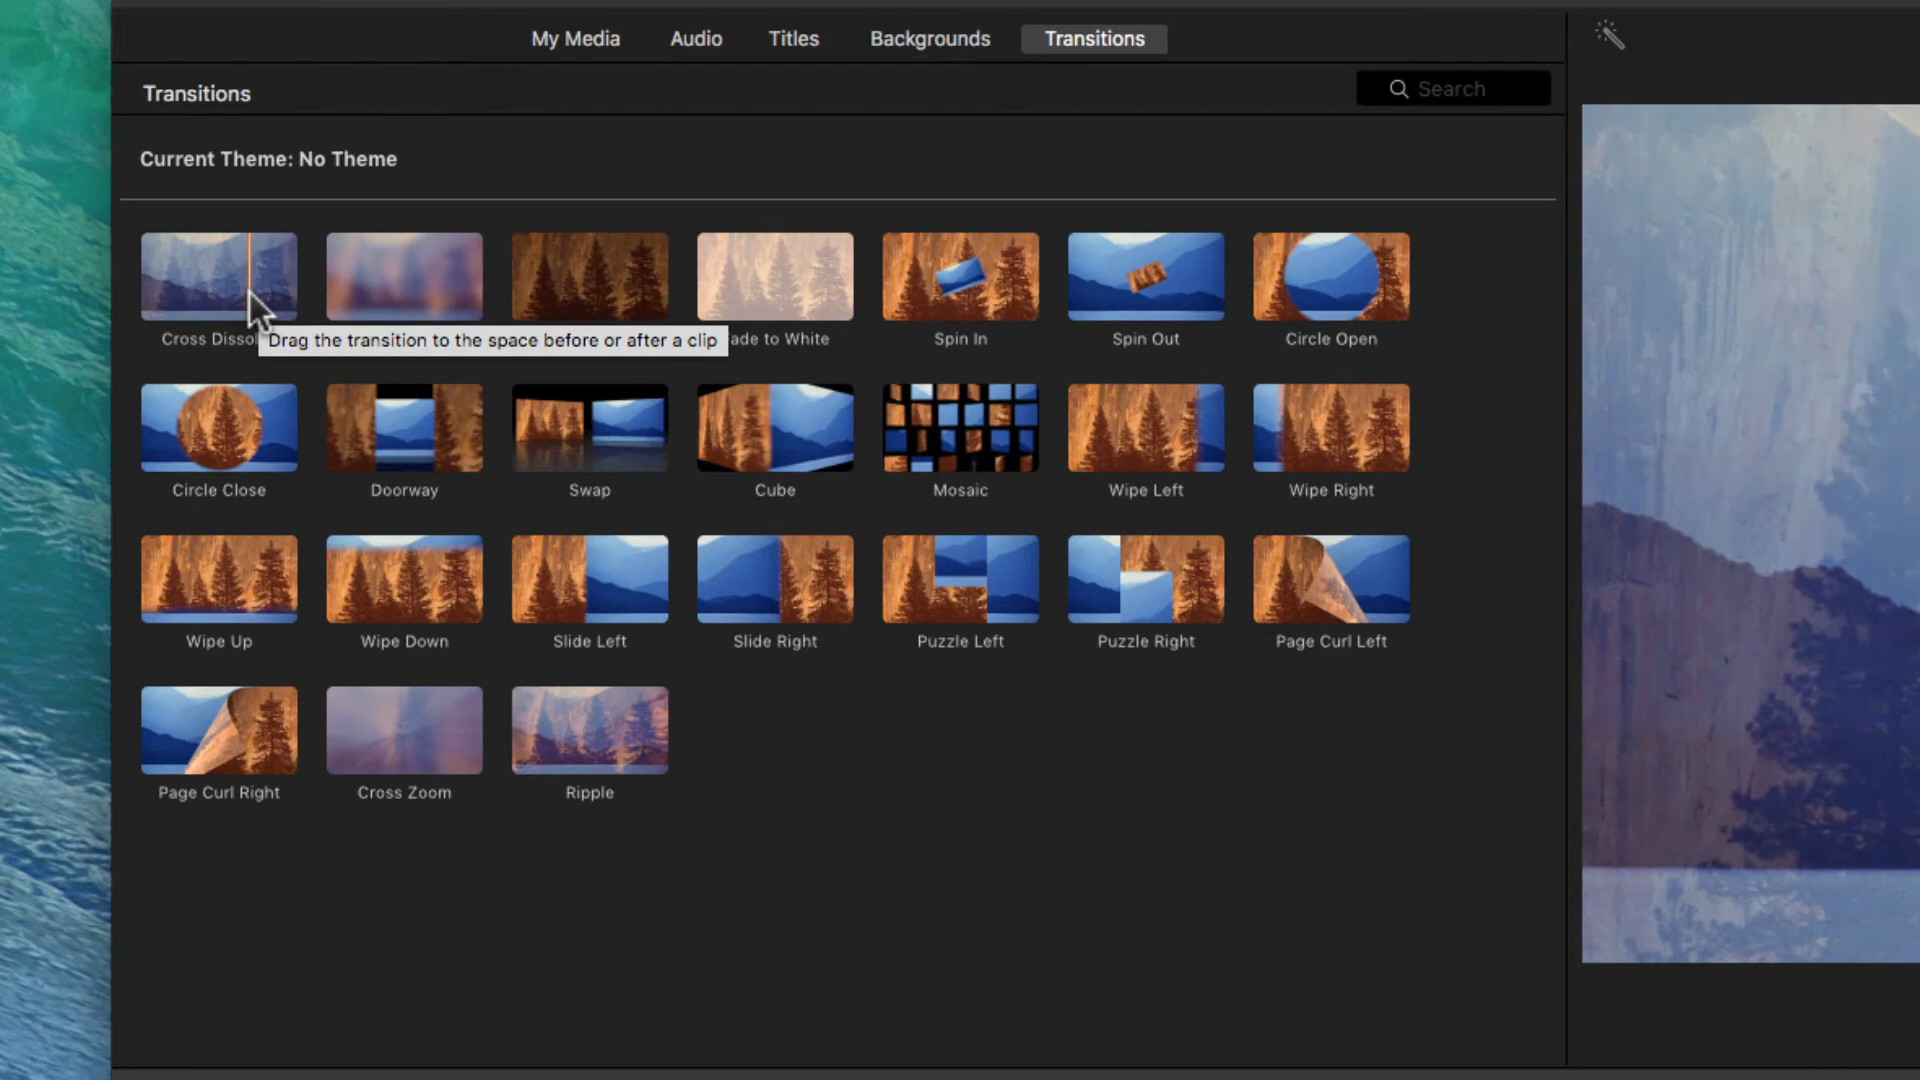 My Media Audio Titles Backgrounds Transitions
Transitions
Search
Current Theme: No Theme
Cross Drag the transition to the space before or after a clip to White Spin In Spin Out Circle Open
Circle Close Doorway Swap Cube Mosaic Wipe Left Wipe Right
Wipe Up Wipe Down Slide Left Slide Right Puzzle Left Puzzle Right Page Curl Left
Page Curl Right Cross Zoom Ripple